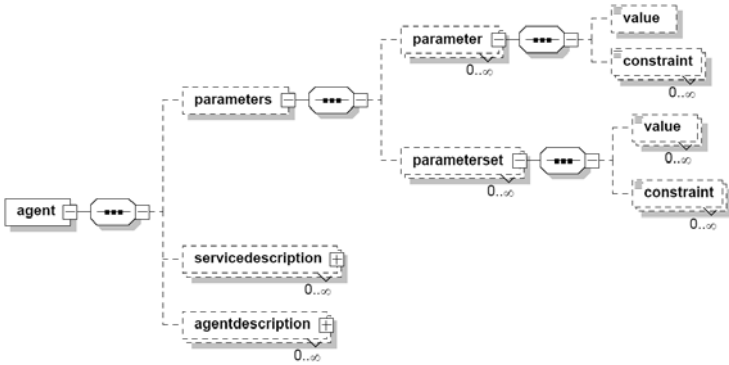 value
parameter
0..∞
constraint
0..∞
parameters
value
0..∞
parameterset
0..∞
constraint
0..∞
agent
servicedescription
0..∞
agentdescription
0..∞